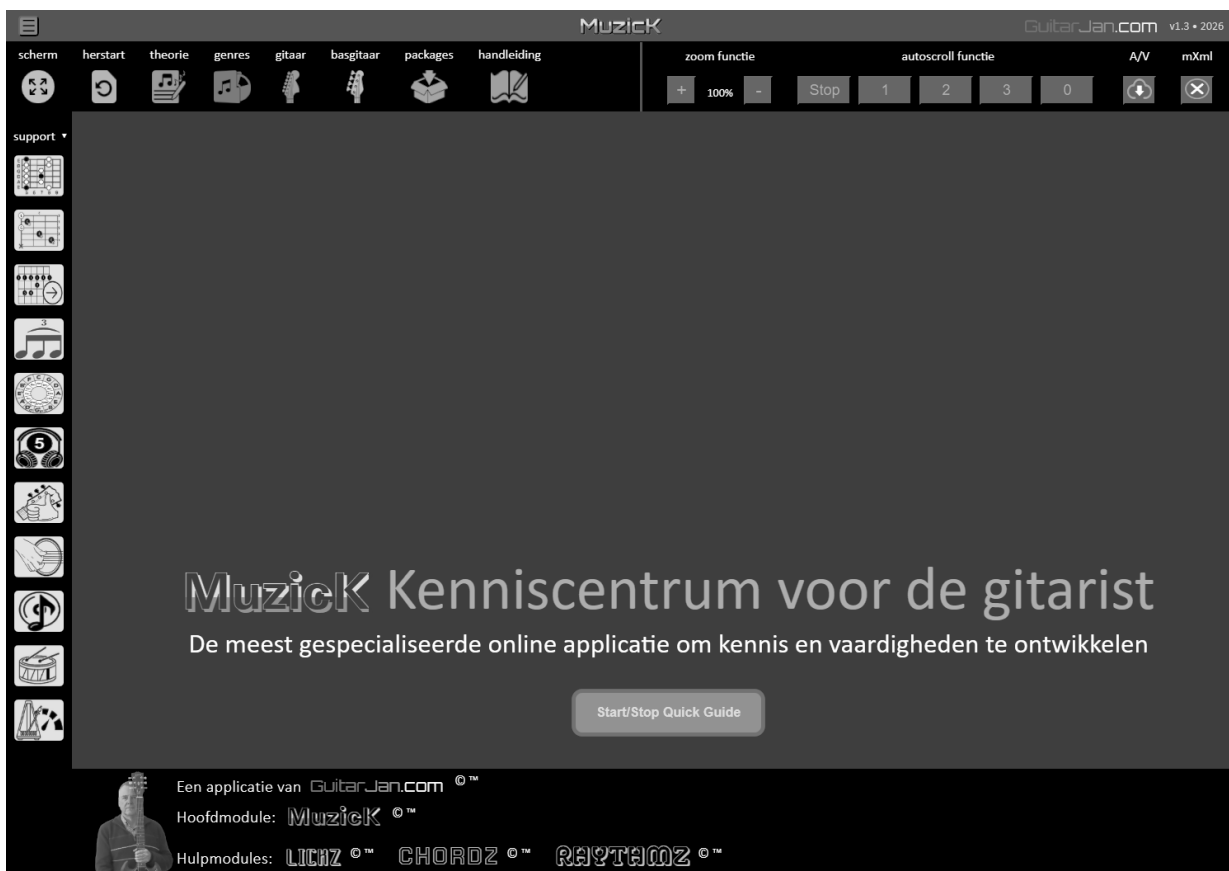 MuzicK
GuitarJan.com v1.3 • 2026
scherm herstart theorie genres gitaar basgitaar packages handleiding zoom functie autoscroll functie A/V mXml
+ 100% - Stop 1 2 3 0
support ▼
3
5
MuzicK Kenniscentrum voor de gitarist
De meest gespecialiseerde online applicatie om kennis en vaardigheden te ontwikkelen
Start/Stop Quick Guide
Een applicatie van GuitarJan.com ©™
Hoofdmodule: MuzicK ©™
Hulpmodules: LICKZ ©™ CHORDZ ©™ RHYTHMZ ©™